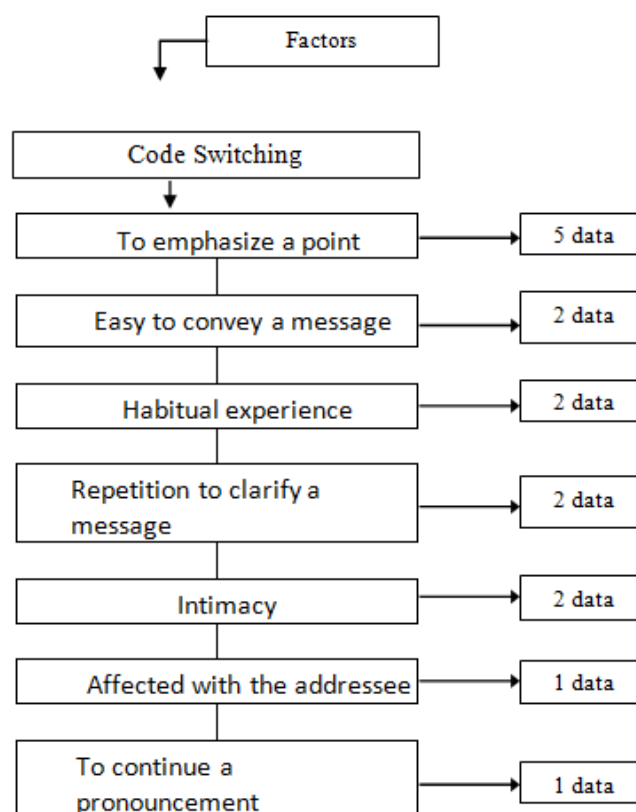 Factors
Code Switching
To emphasize a point
5 data
Easy to convey a message
2 data
Habitual experience
2 data
Repetition to clarify a
message
2 data
Intimacy
2 data
Affected with the addressee
1 data
To continue a
pronouncement
1 data